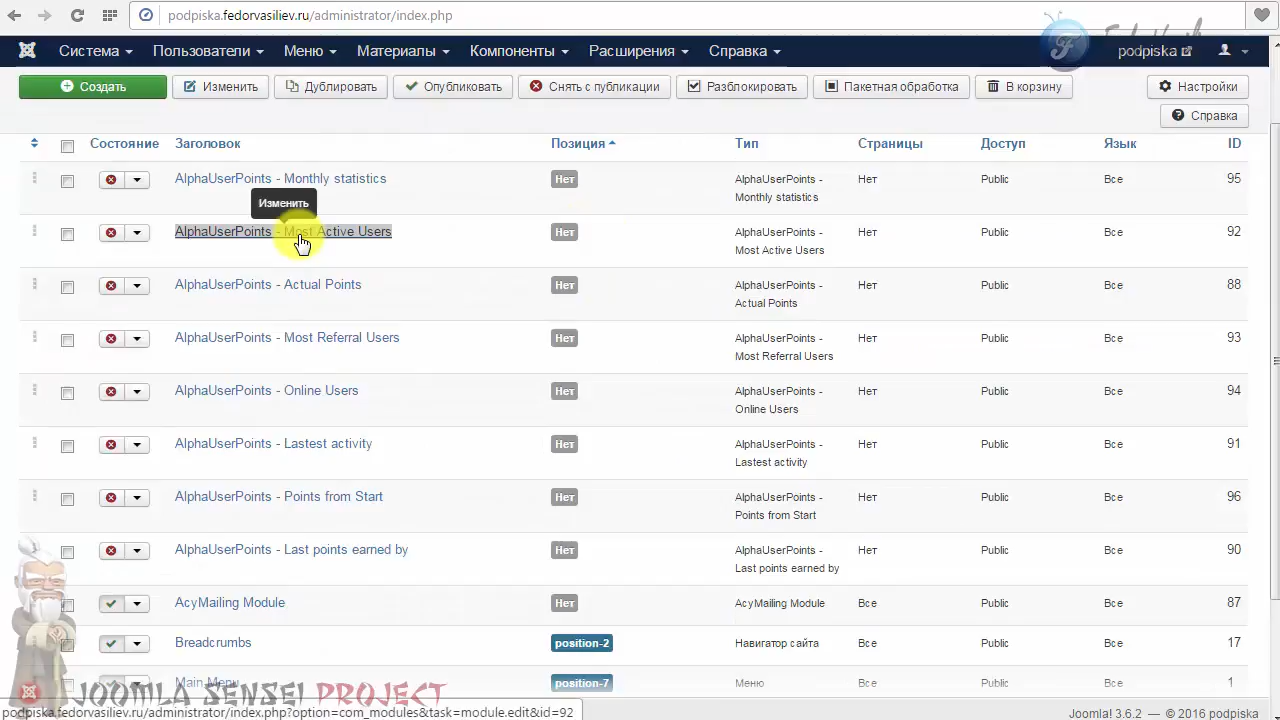 podpiska.fedorvasiliev.ru/administrator/index.php
Система Пользователи Меню Материалы Компоненты Расширения Справка podpiska
Создать Изменить Дублировать Опубликовать Снять с публикации Разблокировать Пакетная обработка В корзину Настройки
Справка
Состояние Заголовок Позиция Тип Страницы Доступ Язык ID
AlphaUserPoints - Monthly statistics Нет AlphaUserPoints - Нет Public Все 95
Monthly statistics
Изменить
AlphaUserPoints - Most Active Users Нет AlphaUserPoints - Нет Public Все 92
Most Active Users
AlphaUserPoints - Actual Points Нет AlphaUserPoints - Нет Public Все 88
Actual Points
AlphaUserPoints - Most Referral Users Нет AlphaUserPoints - Нет Public Все 93
Most Referral Users
AlphaUserPoints - Online Users Нет AlphaUserPoints - Нет Public Все 94
Online Users
AlphaUserPoints - Lastest activity Нет AlphaUserPoints - Нет Public Все 91
Lastest activity
AlphaUserPoints - Points from Start Нет AlphaUserPoints - Нет Public Все 96
Points from Start
AlphaUserPoints - Last points earned by Нет AlphaUserPoints - Нет Public Все 90
Last points earned by
AcyMailing Module Нет AcyMailing Module Все Public Все 87
Breadcrumbs position-2 Навигатор сайта Все Public Все 17
Main Menu position-7 Меню Все Public Все 1
JOOMLA SENSEI PROJECT
podpiska.fedorvasiliev.ru/administrator/index.php?option=com_modules&task=module.edit&id=92
Joomla! 3.6.2 — © 2016 podpiska